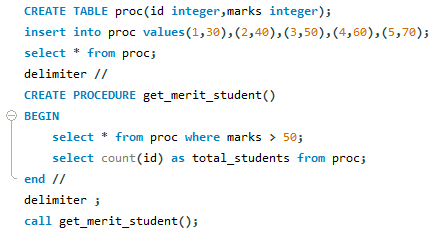 CREATE TABLE proc(id integer,marks integer);
insert into proc values(1,30),(2,40),(3,50),(4,60),(5,70);
select * from proc;
delimiter //
CREATE PROCEDURE get_merit_student()
BEGIN
    select * from proc where marks > 50;
    select count(id) as total_students from proc;
end //
delimiter ;
call get_merit_student();